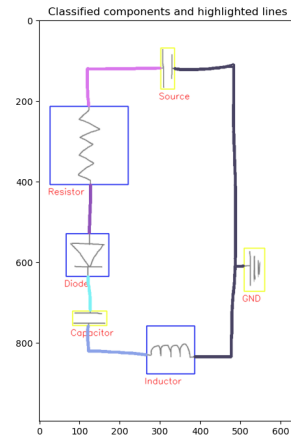 Classified components and highlighted lines
0
200
400
600
800
Source
Resistor
Diode
GND
Capacitor
Inductor
0 100 200 300 400 500 600